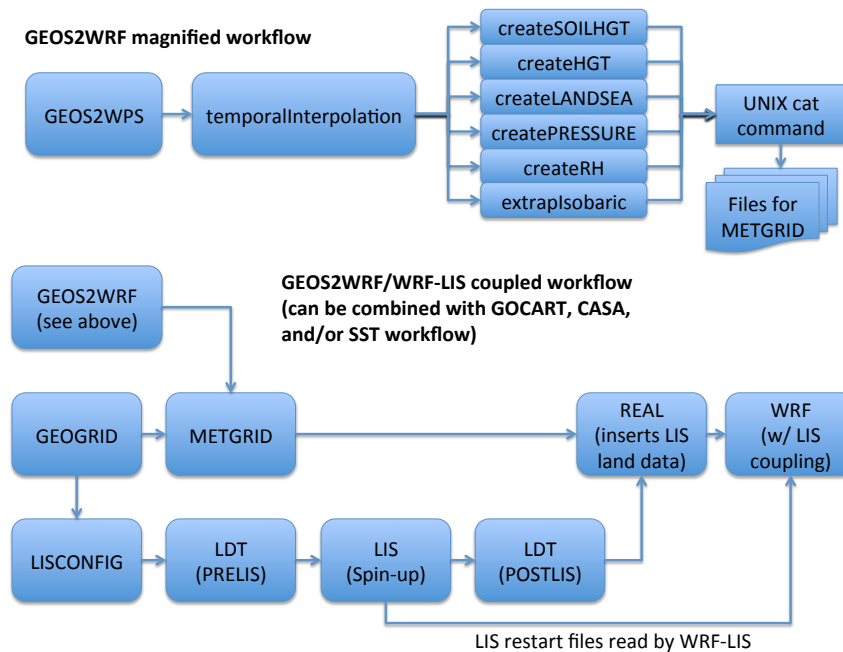 GEOS2WRF magnified workflow
GEOS2WPS
temporalInterpolation
createSOILHGT
createHGT
createLANDSEA
createPRESSURE
createRH
extrapIsobaric
UNIX cat
command
Files for
METGRID
GEOS2WRF/WRF-LIS coupled workflow
(can be combined with GOCART, CASA,
and/or SST workflow)
GEOS2WRF
(see above)
GEOGRID
METGRID
REAL
(inserts LIS
land data)
WRF
(w/ LIS
coupling)
LISCONFIG
LDT
(PRELIS)
LIS
(Spin-up)
LDT
(POSTLIS)
LIS restart files read by WRF-LIS